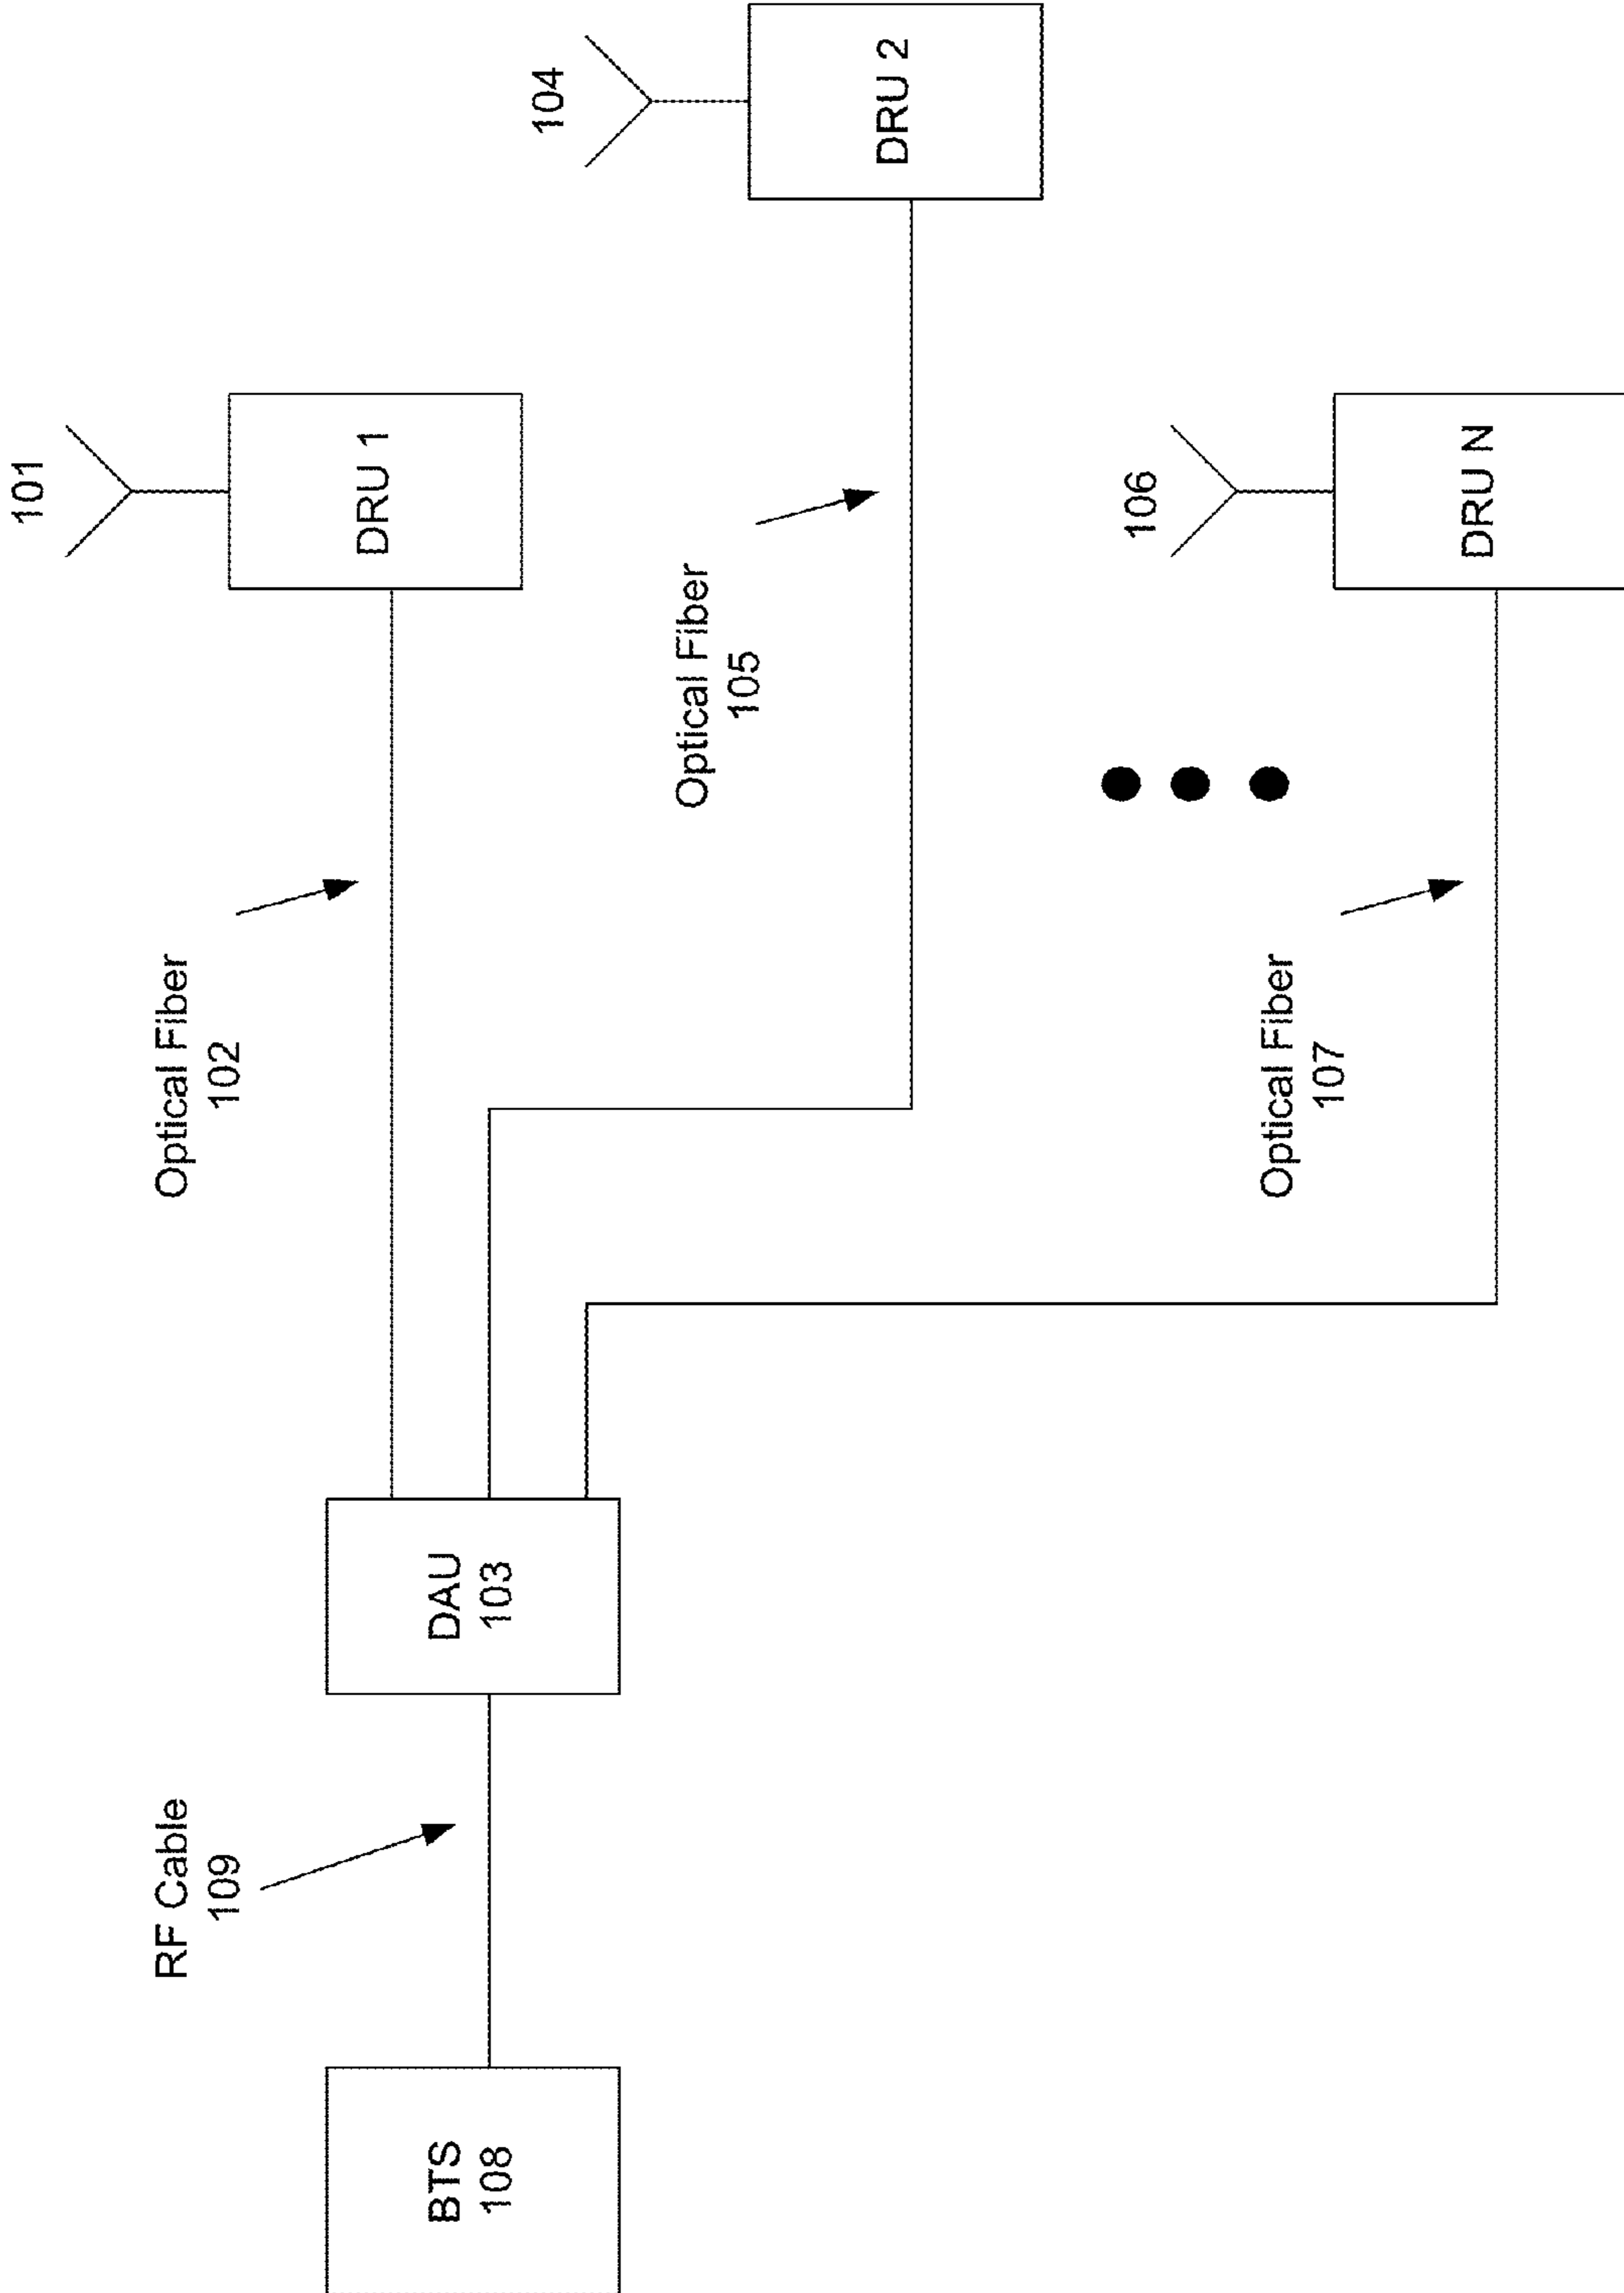 101
DRU 1
Optical Fiber
102
104
DRU 2
Optical Fiber
105
106
DRU N
Optical Fiber
107
DAU
103
RF Cable
109
BTS
108